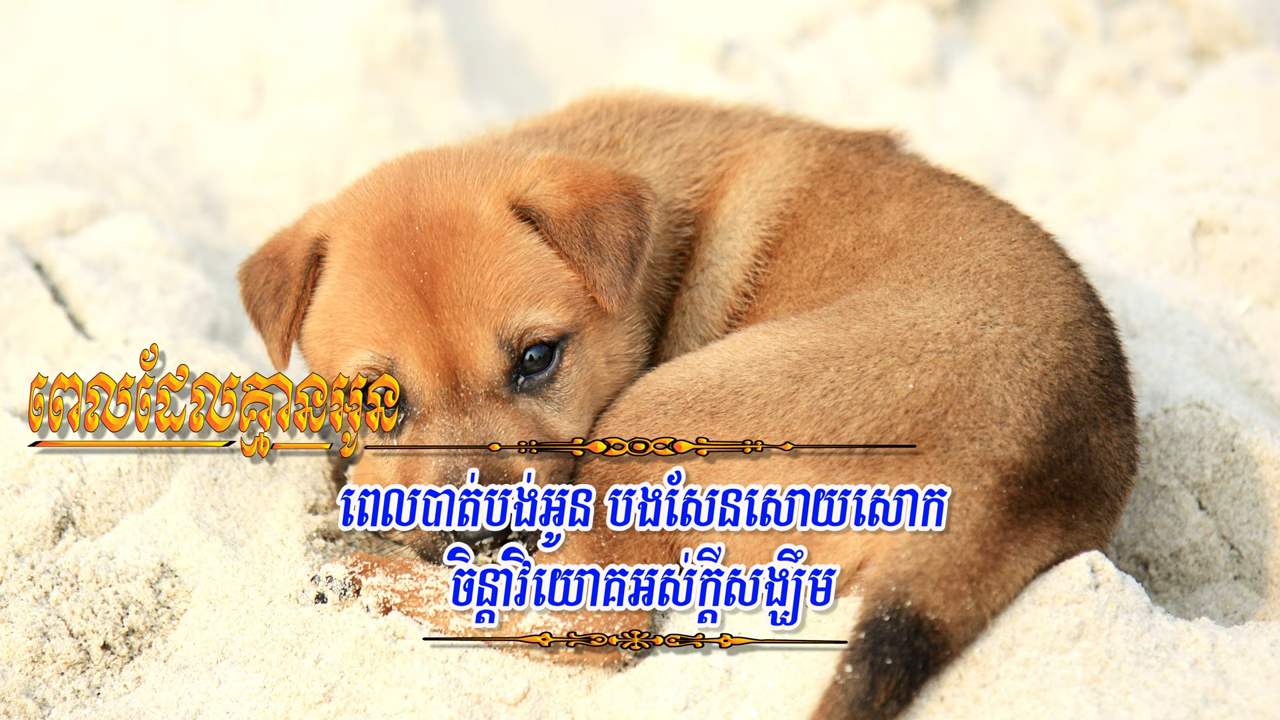 ពេលដែលគ្មានអូន
ពេលបាត់បង់អូន បងសែនសោយសោក
ចិន្តាវិយោគអស់ក្តីសង្ឃឹម